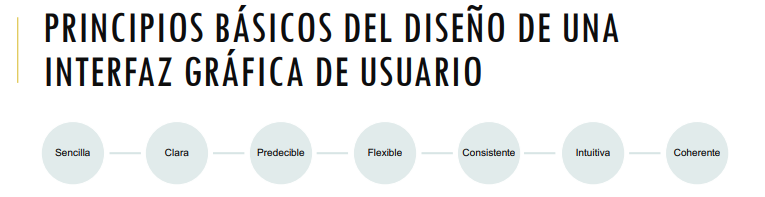 PRINCIPIOS BÁSICOS DEL DISEÑO DE UNA
INTERFAZ GRÁFICA DE USUARIO
Sencilla
Clara
Predecible
Flexible
Consistente
Intuitiva
Coherente